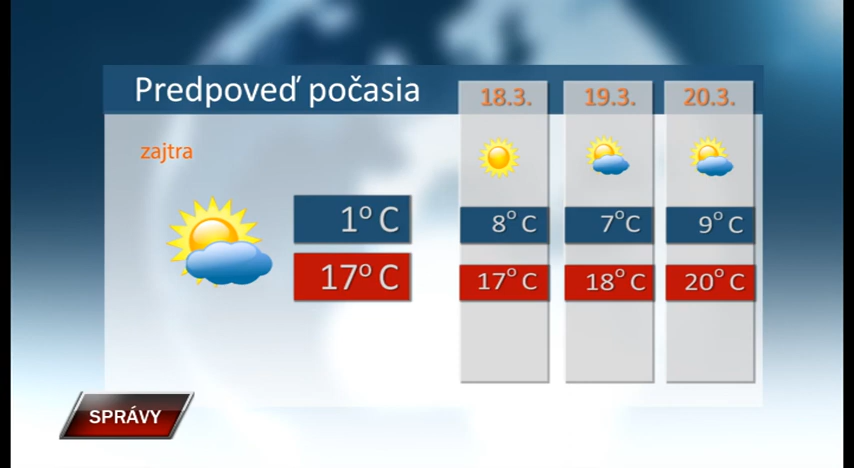 Predpoveď počasia
zajtra
1° C
17° C
18.3. 19.3. 20.3.
8° C 7°C 9° C
17° C 18° C 20° C
SPRÁVY